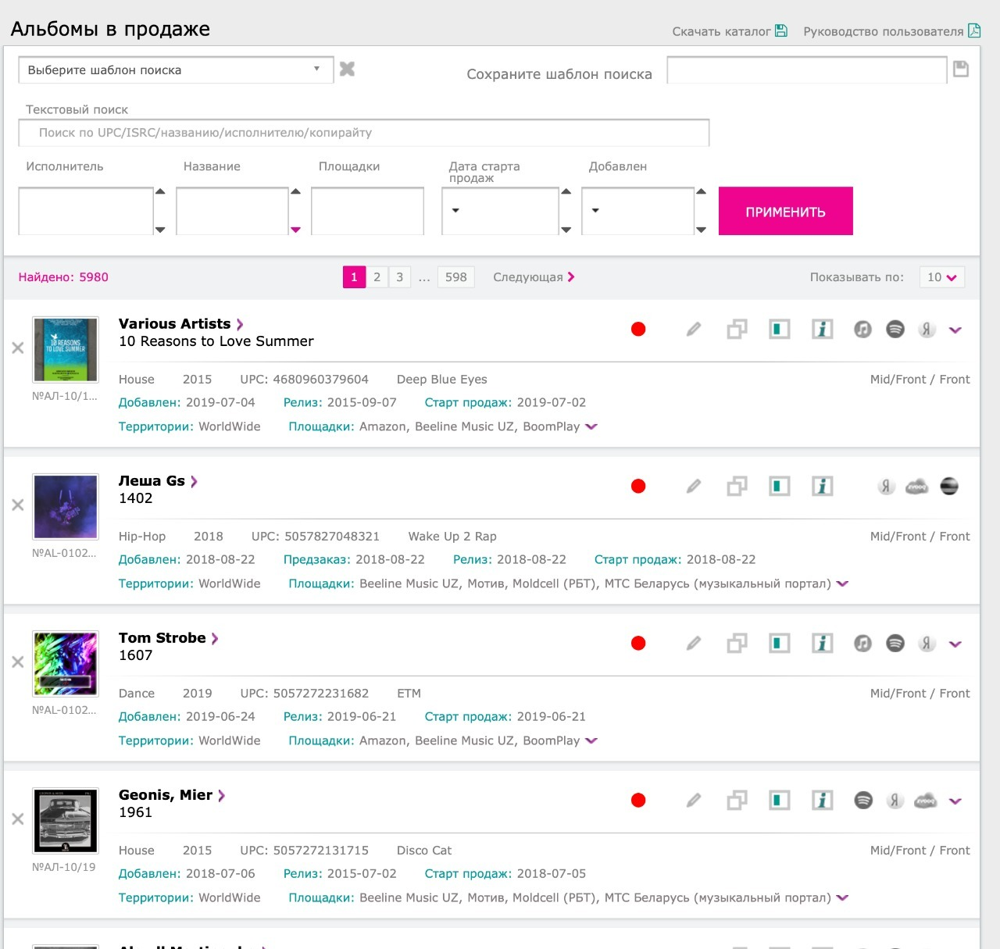 Альбомы в продаже
Скачать каталог Руководство пользователя
Выберите шаблон поиска
Сохраните шаблон поиска
Текстовый поиск
Поиск по UPC/ISRC/названию/исполнителю/копирайту
Исполнитель Название Площадки Дата старта продаж Добавлен
ПРИМЕНИТЬ
Найдено: 5980 1 2 3 ... 598 Следующая Показывать по: 10
Various Artists
10 Reasons to Love Summer
10 REASONS
TO LOVE SUMMER
№АЛ-10/1...
House 2015 UPC: 4680960379604 Deep Blue Eyes Mid/Front / Front
Добавлен: 2019-07-04 Релиз: 2015-09-07 Старт продаж: 2019-07-02
Территории: WorldWide Площадки: Amazon, Beeline Music UZ, BoomPlay
Леша Gs
1402
№AL-0102...
Hip-Hop 2018 UPC: 5057827048321 Wake Up 2 Rap Mid/Front / Front
Добавлен: 2018-08-22 Предзаказ: 2018-08-22 Релиз: 2018-08-22 Старт продаж: 2018-08-22
Территории: WorldWide Площадки: Beeline Music UZ, Мотив, Moldcell (РБТ), МТС Беларусь (музыкальный портал)
Tom Strobe
1607
№AL-0102...
Dance 2019 UPC: 5057272231682 ETM Mid/Front / Front
Добавлен: 2019-06-24 Релиз: 2019-06-21 Старт продаж: 2019-06-21
Территории: WorldWide Площадки: Amazon, Beeline Music UZ, BoomPlay
Geonis, Mier
1961
№АЛ-10/19
House 2015 UPC: 5057272131715 Disco Cat Mid/Front / Front
Добавлен: 2018-07-06 Релиз: 2015-07-02 Старт продаж: 2018-07-05
Территории: WorldWide Площадки: Beeline Music UZ, Мотив, Moldcell (РБТ), МТС Беларусь (музыкальный портал)